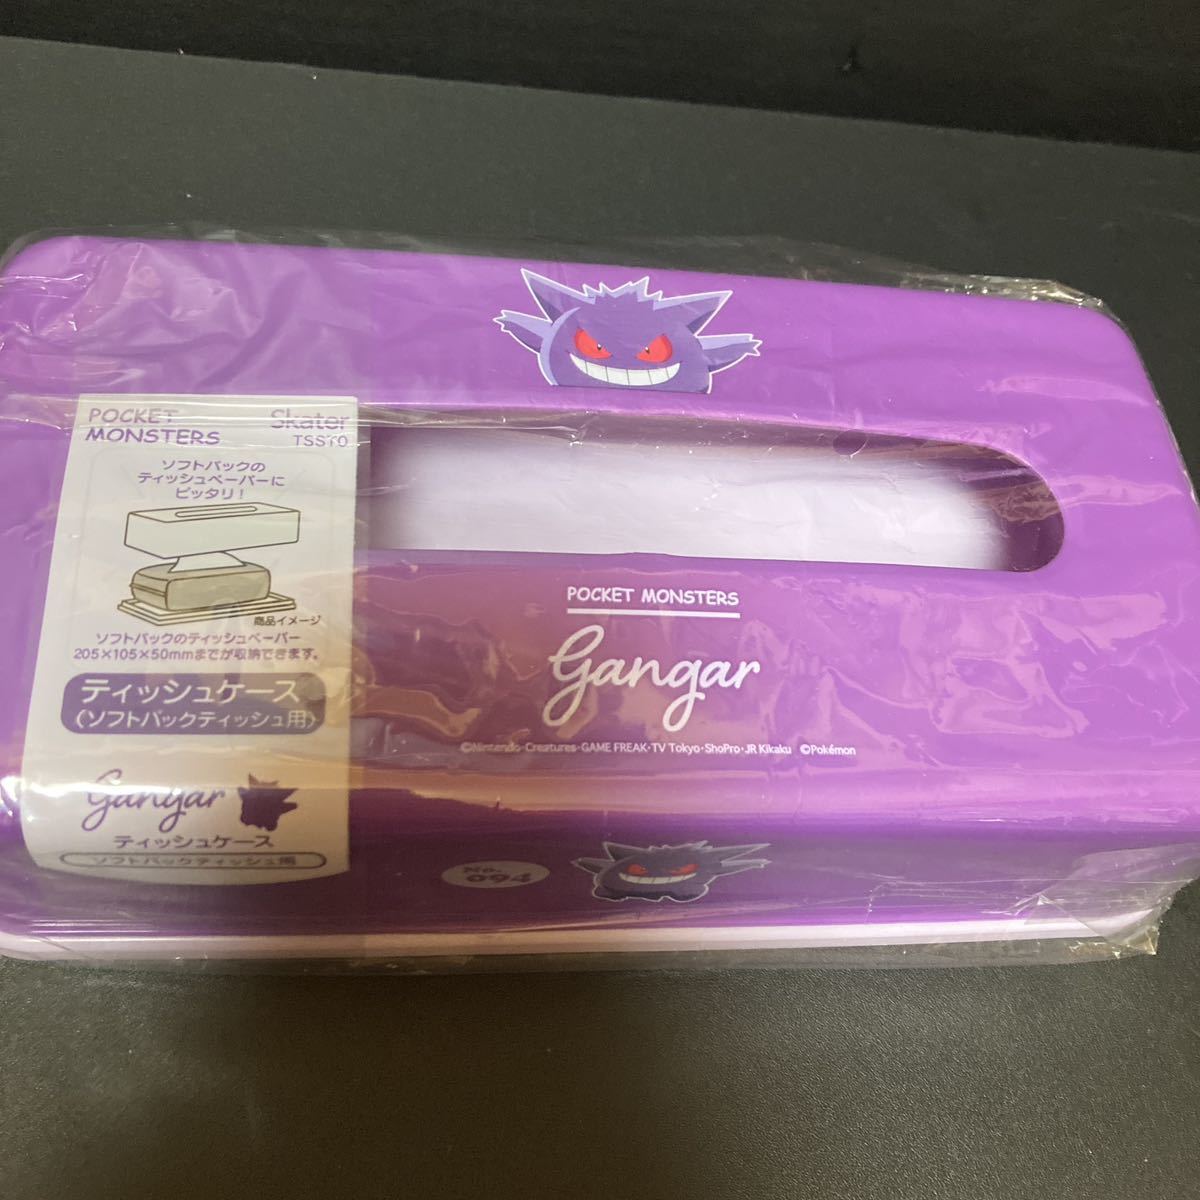 POCKET
MONSTERS
Skater
TSST0
ソフトパックの
ティッシュペーパーに
ピッタリ！
商品イメージ
ソフトパックのティッシュペーパー
205×105×50mmまでが収納できます。
ティッシュケース
〈ソフトパックティッシュ用〉
Gangar
ティッシュケース
ソフトパックティッシュ用
POCKET MONSTERS
Gangar
©Nintendo・Creatures・GAME FREAK・TV Tokyo・ShoPro・JR Kikaku ©Pokémon
No.
094